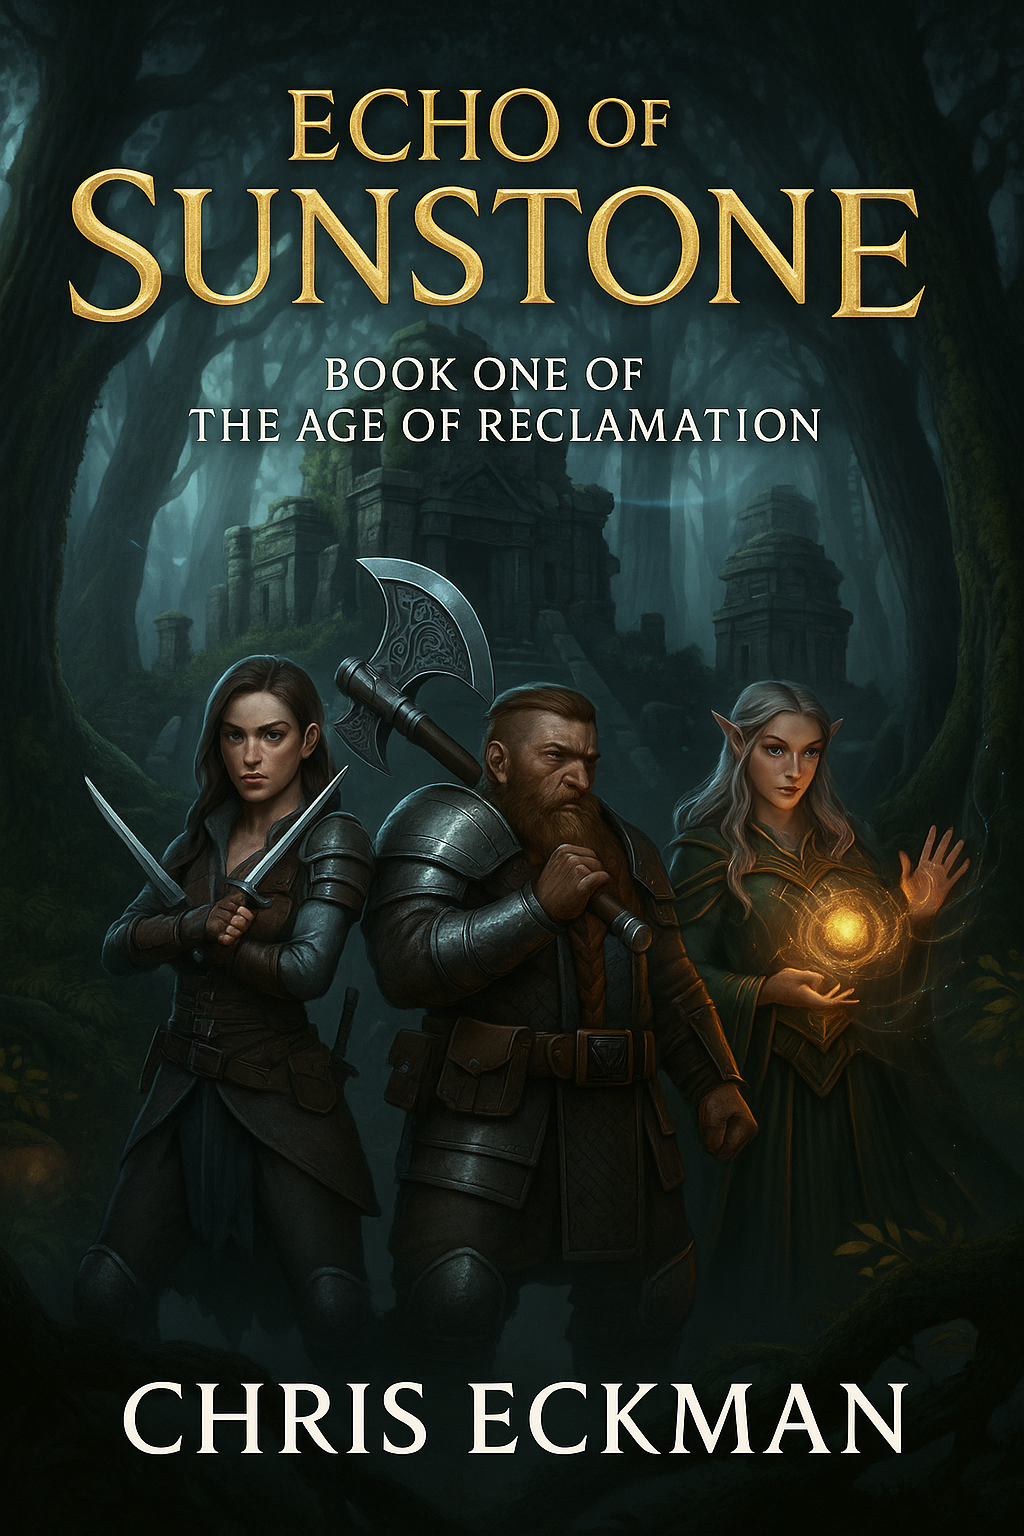 ECHO OF
SUNSTONE
BOOK ONE OF
THE AGE OF RECLAMATION
CHRIS ECKMAN